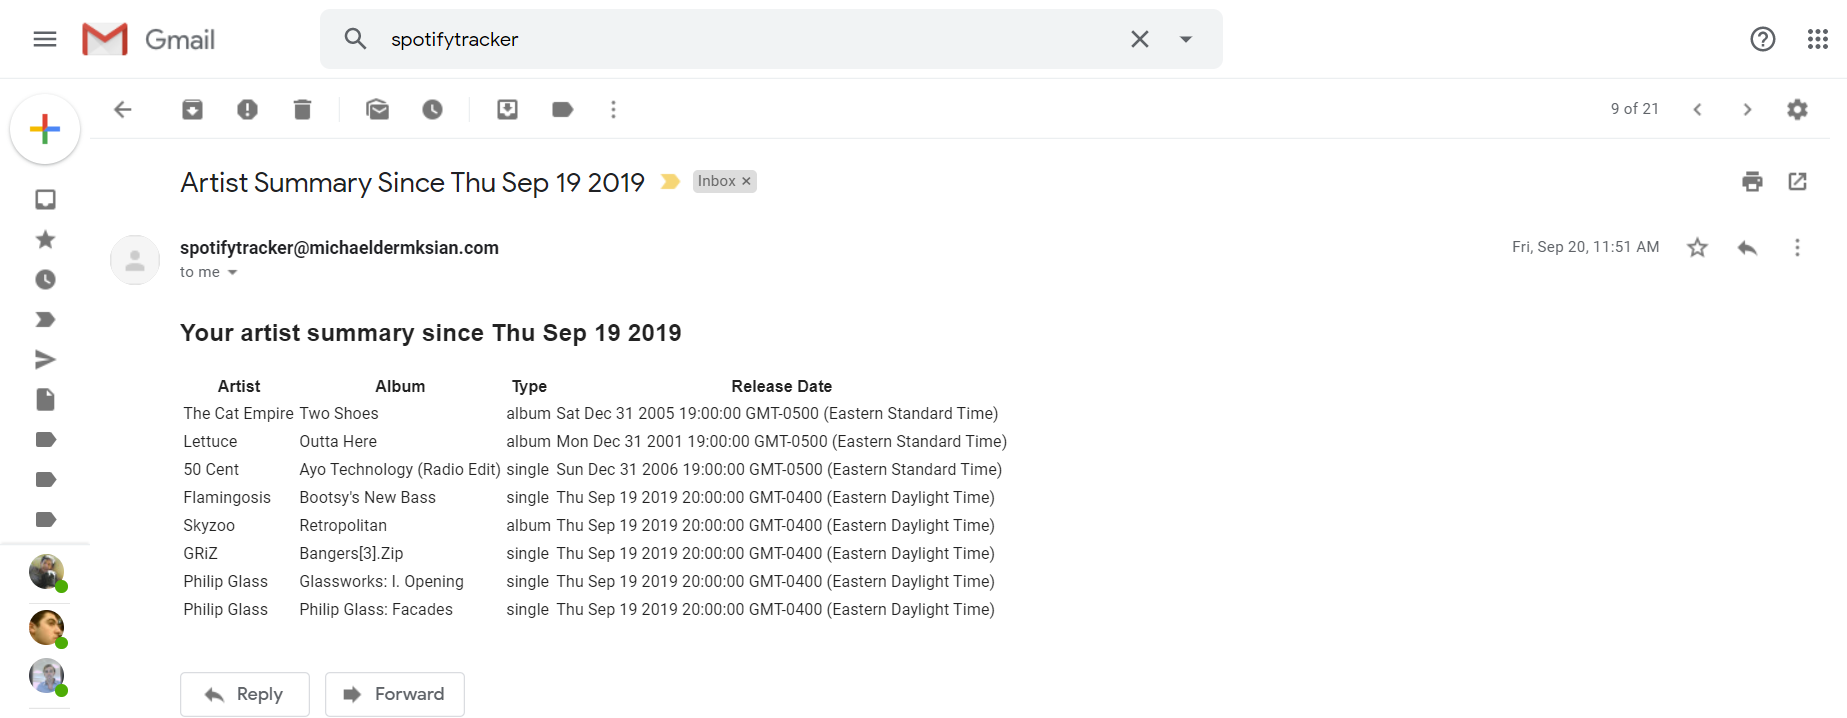 Gmail
spotifytracker
9 of 21
Artist Summary Since Thu Sep 19 2019 Inbox
spotifytracker@michaeldermksian.com
Fri, Sep 20, 11:51 AM
to me
Your artist summary since Thu Sep 19 2019
Artist Album Type Release Date
The Cat Empire Two Shoes album Sat Dec 31 2005 19:00:00 GMT-0500 (Eastern Standard Time)
Lettuce Outta Here album Mon Dec 31 2001 19:00:00 GMT-0500 (Eastern Standard Time)
50 Cent Ayo Technology (Radio Edit) single Sun Dec 31 2006 19:00:00 GMT-0500 (Eastern Standard Time)
Flamingosis Bootsy's New Bass single Thu Sep 19 2019 20:00:00 GMT-0400 (Eastern Daylight Time)
Skyzoo Retropolitan album Thu Sep 19 2019 20:00:00 GMT-0400 (Eastern Daylight Time)
GRiZ Bangers[3].Zip single Thu Sep 19 2019 20:00:00 GMT-0400 (Eastern Daylight Time)
Philip Glass Glassworks: I. Opening single Thu Sep 19 2019 20:00:00 GMT-0400 (Eastern Daylight Time)
Philip Glass Philip Glass: Facades single Thu Sep 19 2019 20:00:00 GMT-0400 (Eastern Daylight Time)
Reply Forward